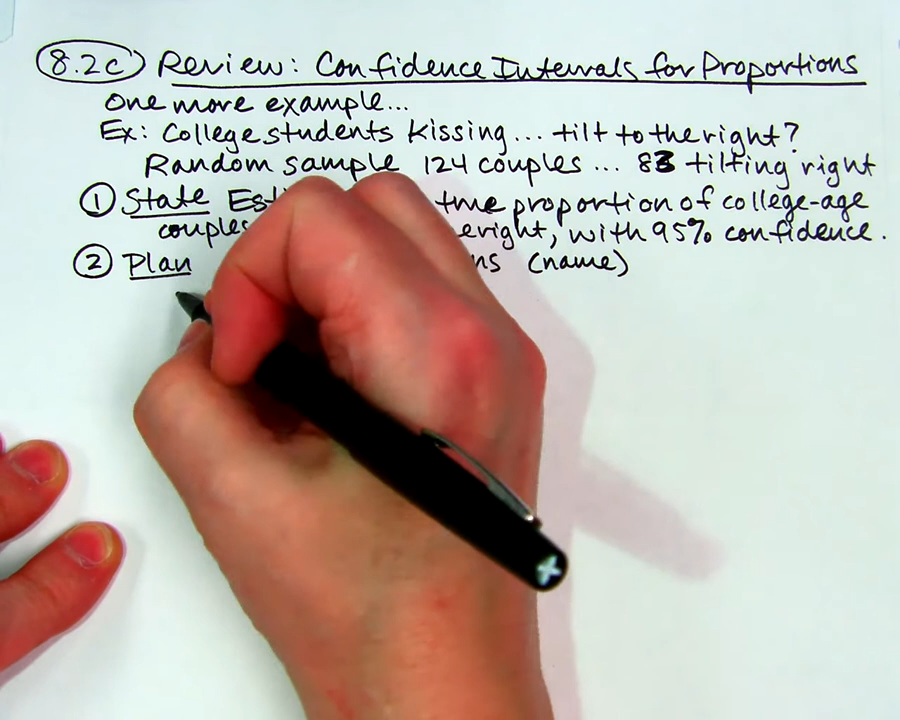 8.2c Review: Confidence Intervals for Proportions
One more example...
Ex: College students kissing... tilt to the right?
Random sample 124 couples ... 83 tilting right
① State true proportion of college-age
couples right, with 95% confidence.
② Plan (name)